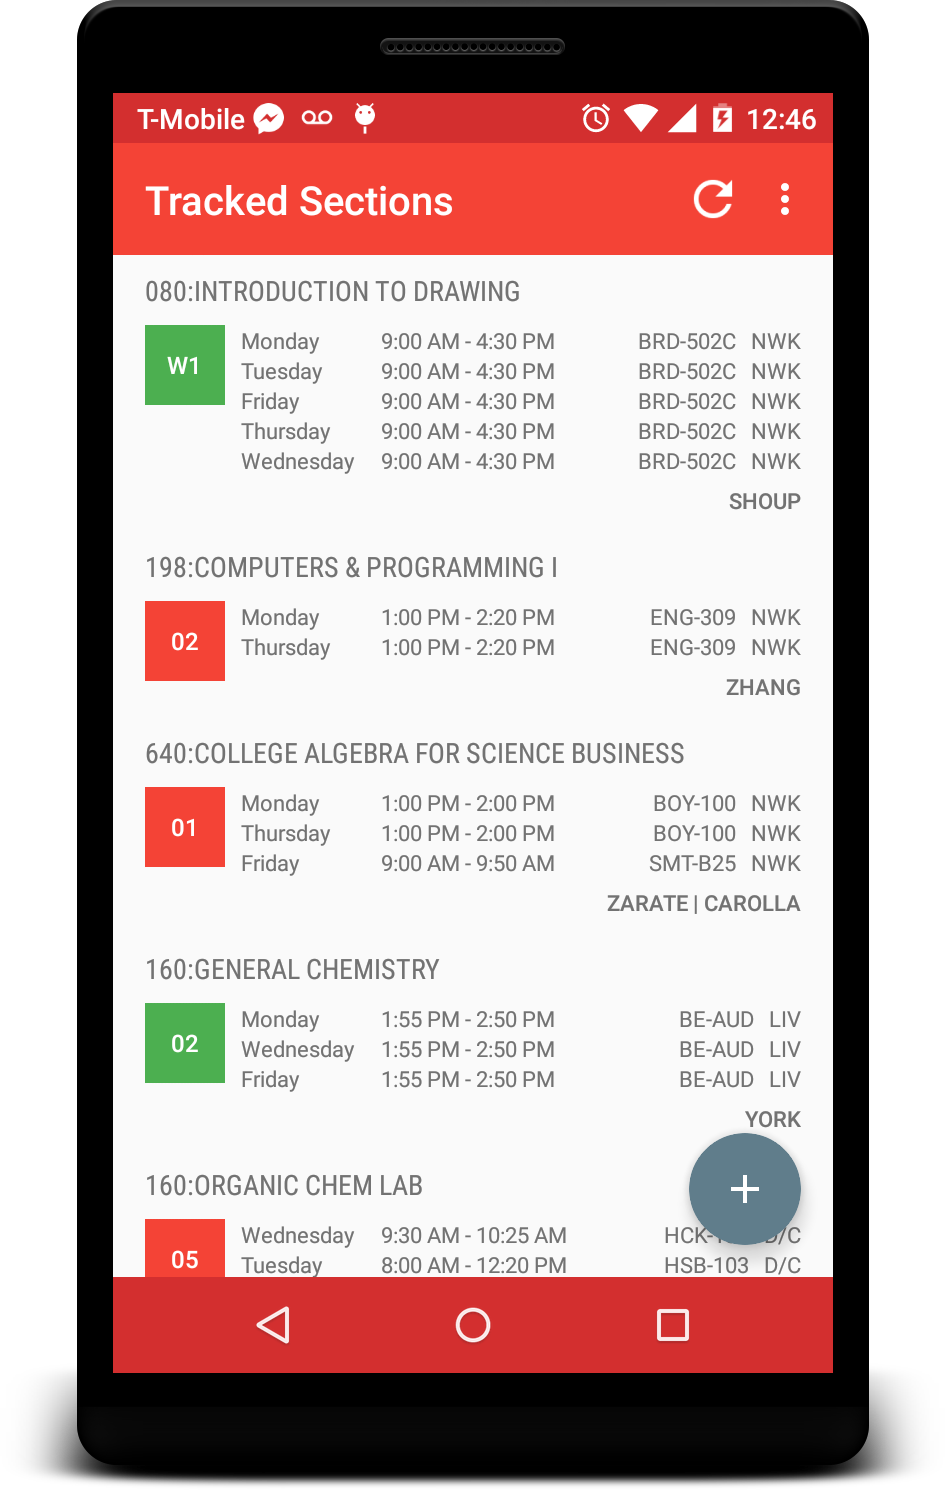 T-Mobile 12:46
Tracked Sections
080:INTRODUCTION TO DRAWING
W1 Monday 9:00 AM - 4:30 PM BRD-502C NWK
Tuesday 9:00 AM - 4:30 PM BRD-502C NWK
Friday 9:00 AM - 4:30 PM BRD-502C NWK
Thursday 9:00 AM - 4:30 PM BRD-502C NWK
Wednesday 9:00 AM - 4:30 PM BRD-502C NWK
SHOUP
198:COMPUTERS & PROGRAMMING I
02 Monday 1:00 PM - 2:20 PM ENG-309 NWK
Thursday 1:00 PM - 2:20 PM ENG-309 NWK
ZHANG
640:COLLEGE ALGEBRA FOR SCIENCE BUSINESS
01 Monday 1:00 PM - 2:00 PM BOY-100 NWK
Thursday 1:00 PM - 2:00 PM BOY-100 NWK
Friday 9:00 AM - 9:50 AM SMT-B25 NWK
ZARATE | CAROLLA
160:GENERAL CHEMISTRY
02 Monday 1:55 PM - 2:50 PM BE-AUD LIV
Wednesday 1:55 PM - 2:50 PM BE-AUD LIV
Friday 1:55 PM - 2:50 PM BE-AUD LIV
YORK
160:ORGANIC CHEM LAB
05 Wednesday 9:30 AM - 10:25 AM D/C
Tuesday 8:00 AM - 12:20 PM HSB-103 D/C